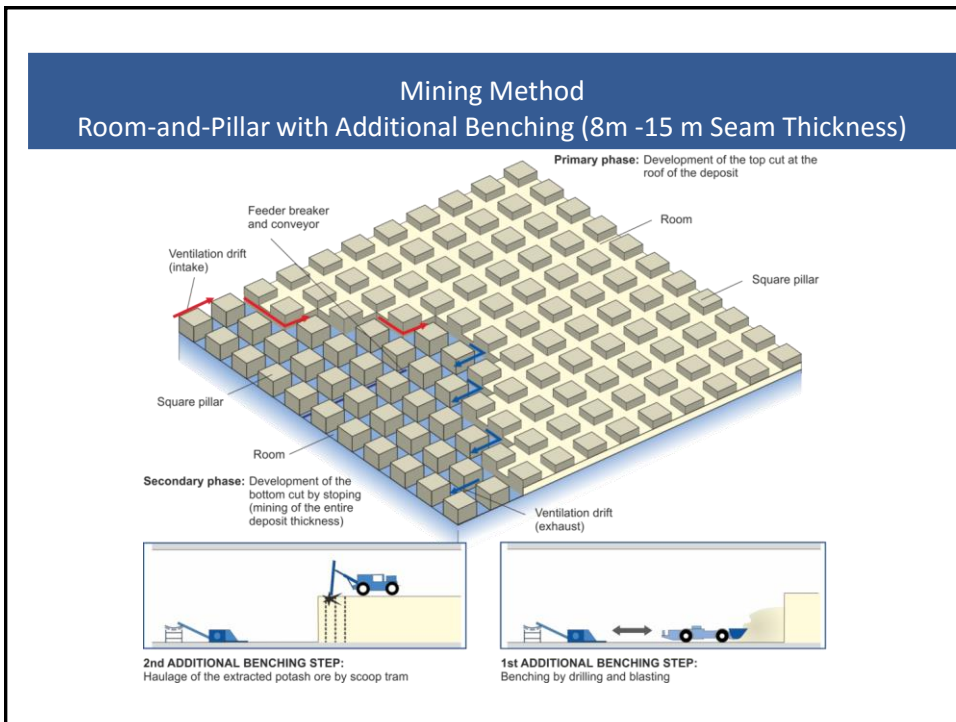 Mining Method
Room-and-Pillar with Additional Benching (8m -15 m Seam Thickness)
Primary phase: Development of the top cut at the
roof of the deposit
Feeder breaker
and conveyor
Room
Ventilation drift
(intake)
Square pillar
Square pillar
Room
Secondary phase: Development of the
bottom cut by stoping
(mining of the entire
deposit thickness)
Ventilation drift
(exhaust)
2nd ADDITIONAL BENCHING STEP:
Haulage of the extracted potash ore by scoop tram
1st ADDITIONAL BENCHING STEP:
Benching by drilling and blasting